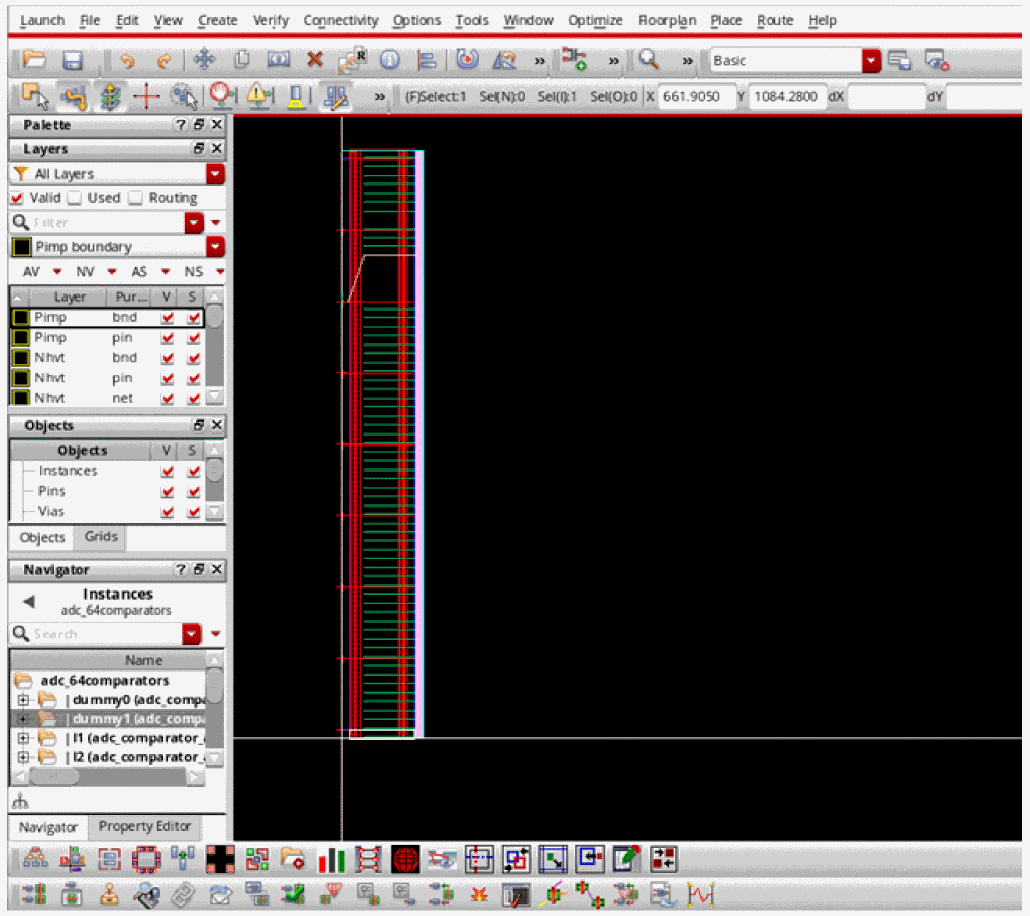 Launch File Edit View Create Verify Connectivity Options Tools Window Optimize Floorplan Place Route Help
» » » Basic
» (F)Select:1 Sel(N):0 Sel(I):1 Sel(O):0 X 661.9050 Y 1084.2800 dX dY
Palette ?
Layers
All Layers
Valid Used Routing
Filter
Pimp boundary
AV NV AS NS
Layer Pur... V S
Pimp bnd
Pimp pin
Nhvt bnd
Nhvt pin
Nhvt net
Objects
Objects V S
Instances
Pins
Vias
Objects Grids
Navigator ?
Instances
adc_64comparators
Search
Name
adc_64comparators
|dummy0 (adc_compa
|dummy1 (adc_compa
|I1 (adc_comparator_
|I2 (adc_comparator_
Navigator Property Editor